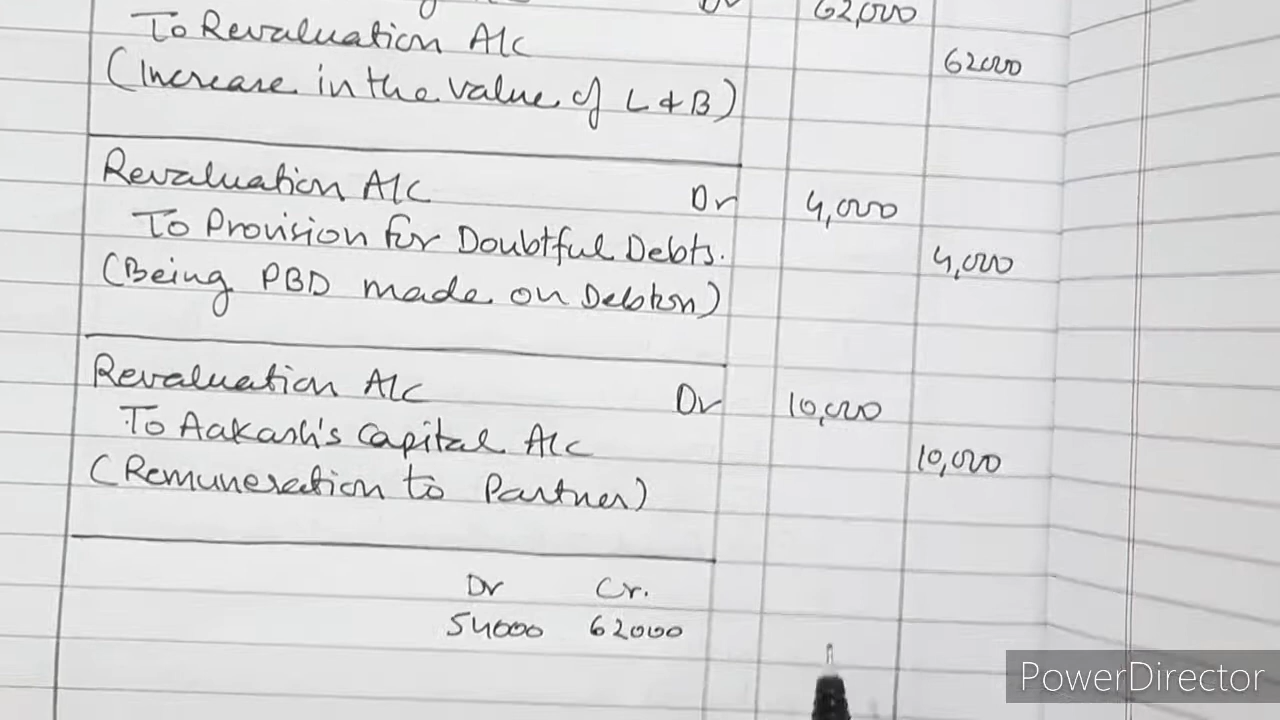 Dr 62,000
To Revaluation A/c 62000
(Increase in the value of L & B)
Revaluation A/c Dr 4,000
To Provision for Doubtful Debts. 4,000
(Being PBD made on Debtors)
Revaluation A/c Dr 10,000
To Aakash's Capital A/c 10,000
(Remuneration to Partner)
Dr Cr.
54000 62000
PowerDirector